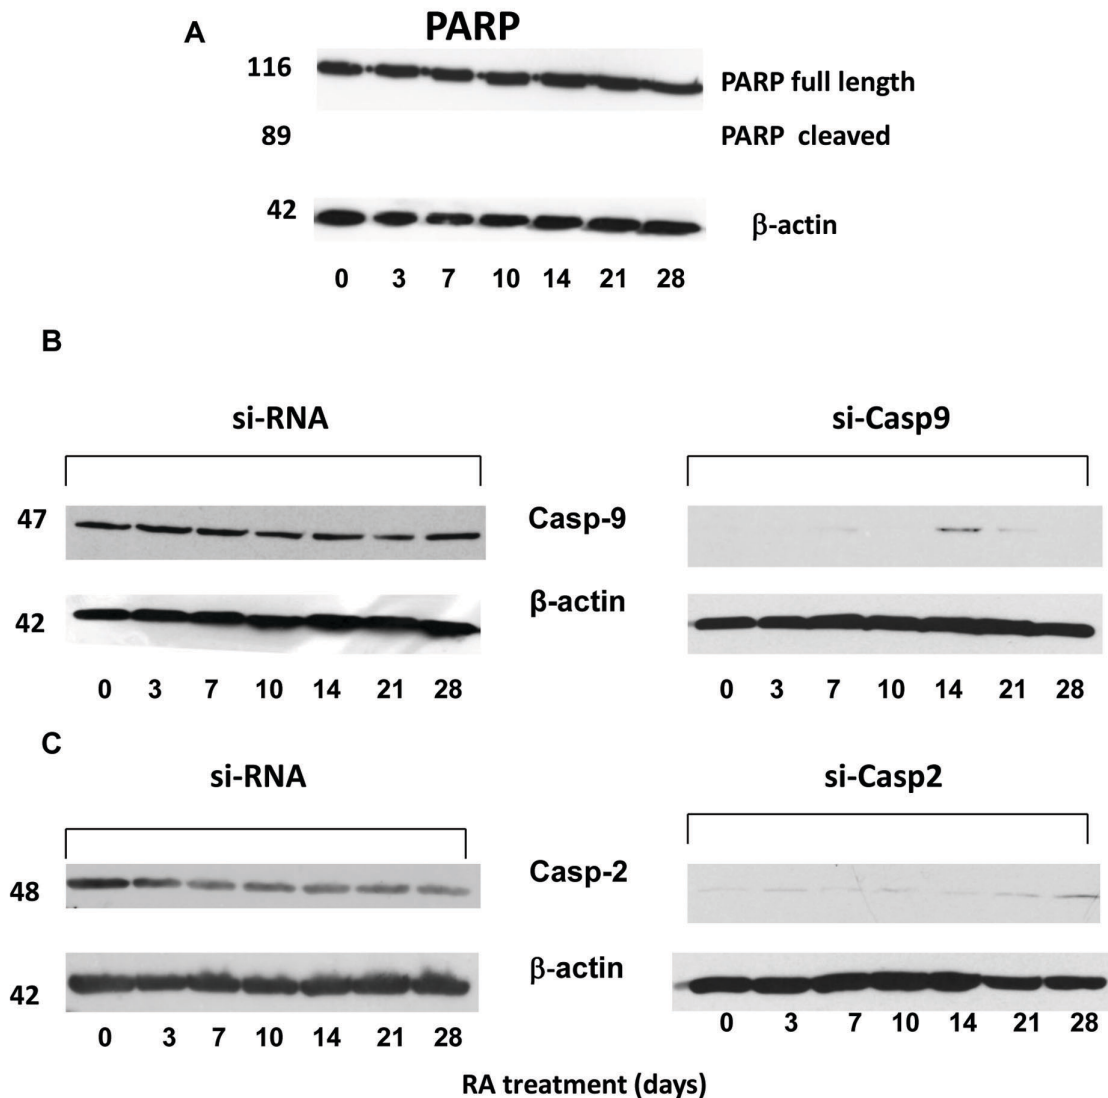 A
PARP
116
PARP full length
89
PARP cleaved
42
β-actin
0 3 7 10 14 21 28
B
si-RNA
si-Casp9
47
Casp-9
42
β-actin
0 3 7 10 14 21 28
0 3 7 10 14 21 28
C
si-RNA
si-Casp2
48
Casp-2
42
β-actin
0 3 7 10 14 21 28
0 3 7 10 14 21 28
RA treatment (days)